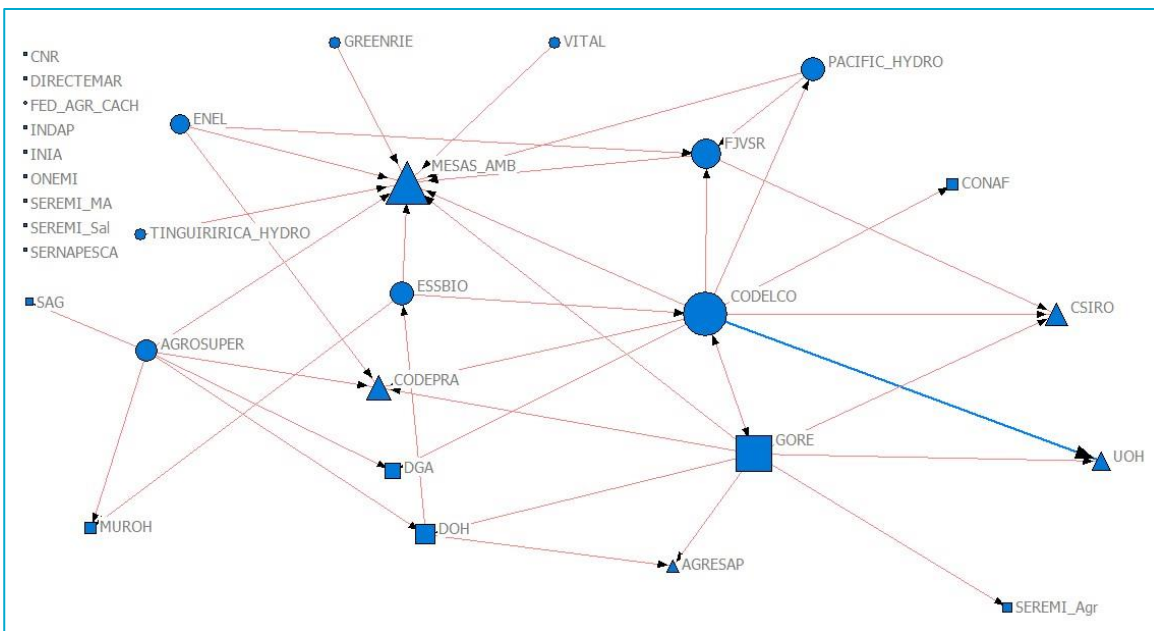 GREENRIE
VITAL
CNR
DIRECTEMAR
FED_AGR_CACH
INDAP
INIA
ONEMI
SEREMI_MA
SEREMI_Sal
SERNAPESCA
PACIFIC_HYDRO
ENEL
FJVSR
MESAS_AMB
CONAF
TINGUIRIRICA_HYDRO
ESSBIO
CODELCO
SAG
CSIRO
AGROSUPER
CODEPRA
GORE
DGA
UOH
MUROH
DOH
AGRESAP
SEREMI_Agr